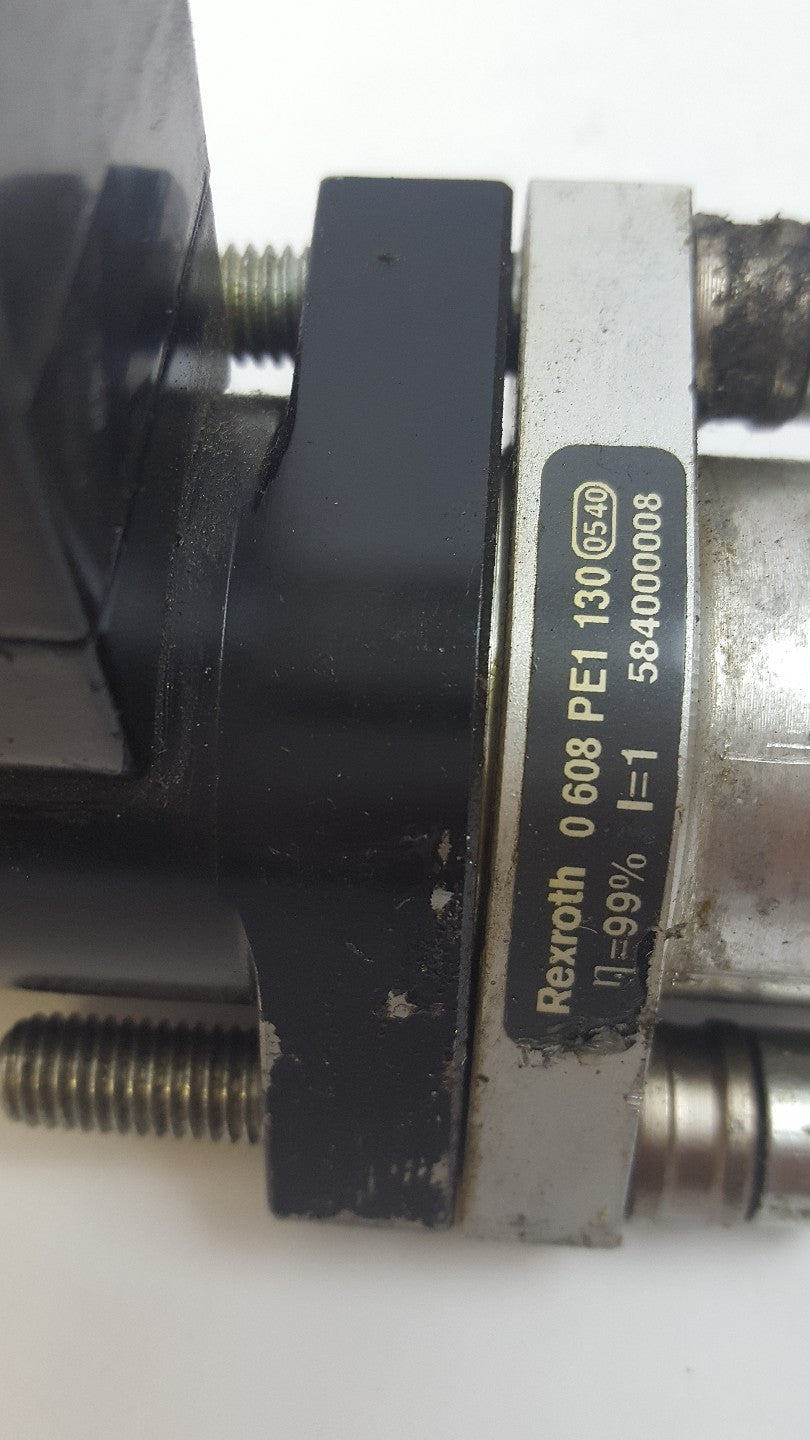 Rexroth 0 608 PE1 130 0540
η=99% I=1 584000008